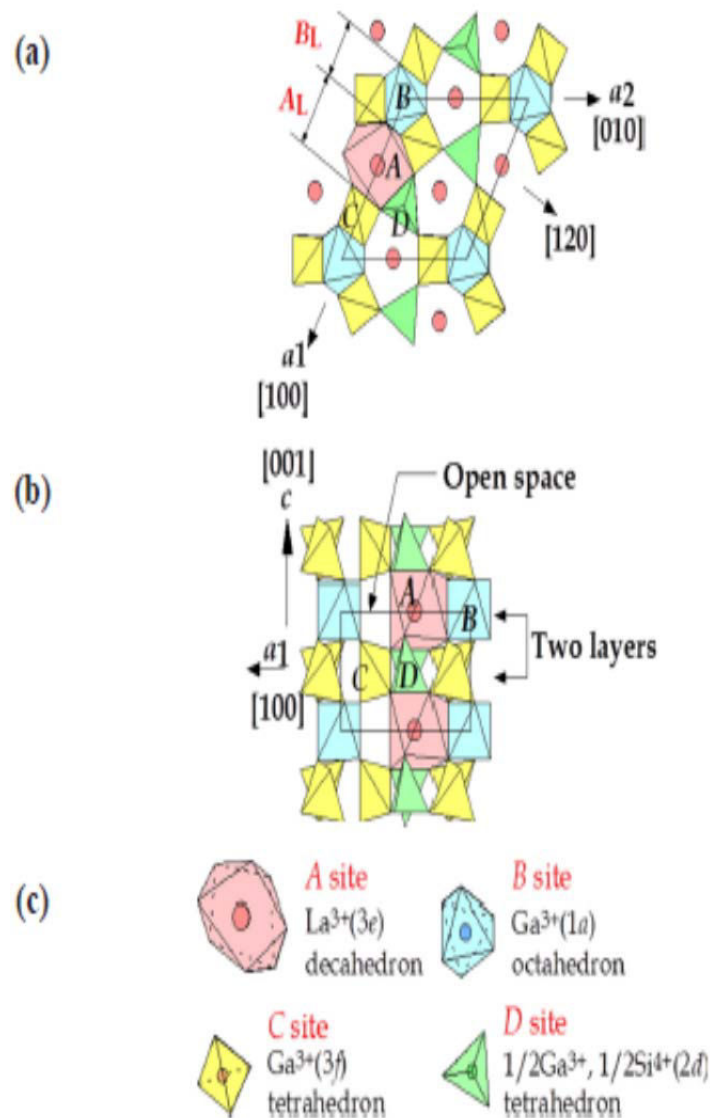 (a)
BL
AL
B
a2
[010]
A
C
D
[120]
a1
[100]
(b)
[001]
c
Open space
A
B
a1
C
D
Two layers
[100]
(c)
A site
La³⁺(3e)
decahedron
B site
Ga³⁺(1a)
octahedron
C site
Ga³⁺(3f)
tetrahedron
D site
1/2Ga³⁺, 1/2Si⁴⁺(2d)
tetrahedron